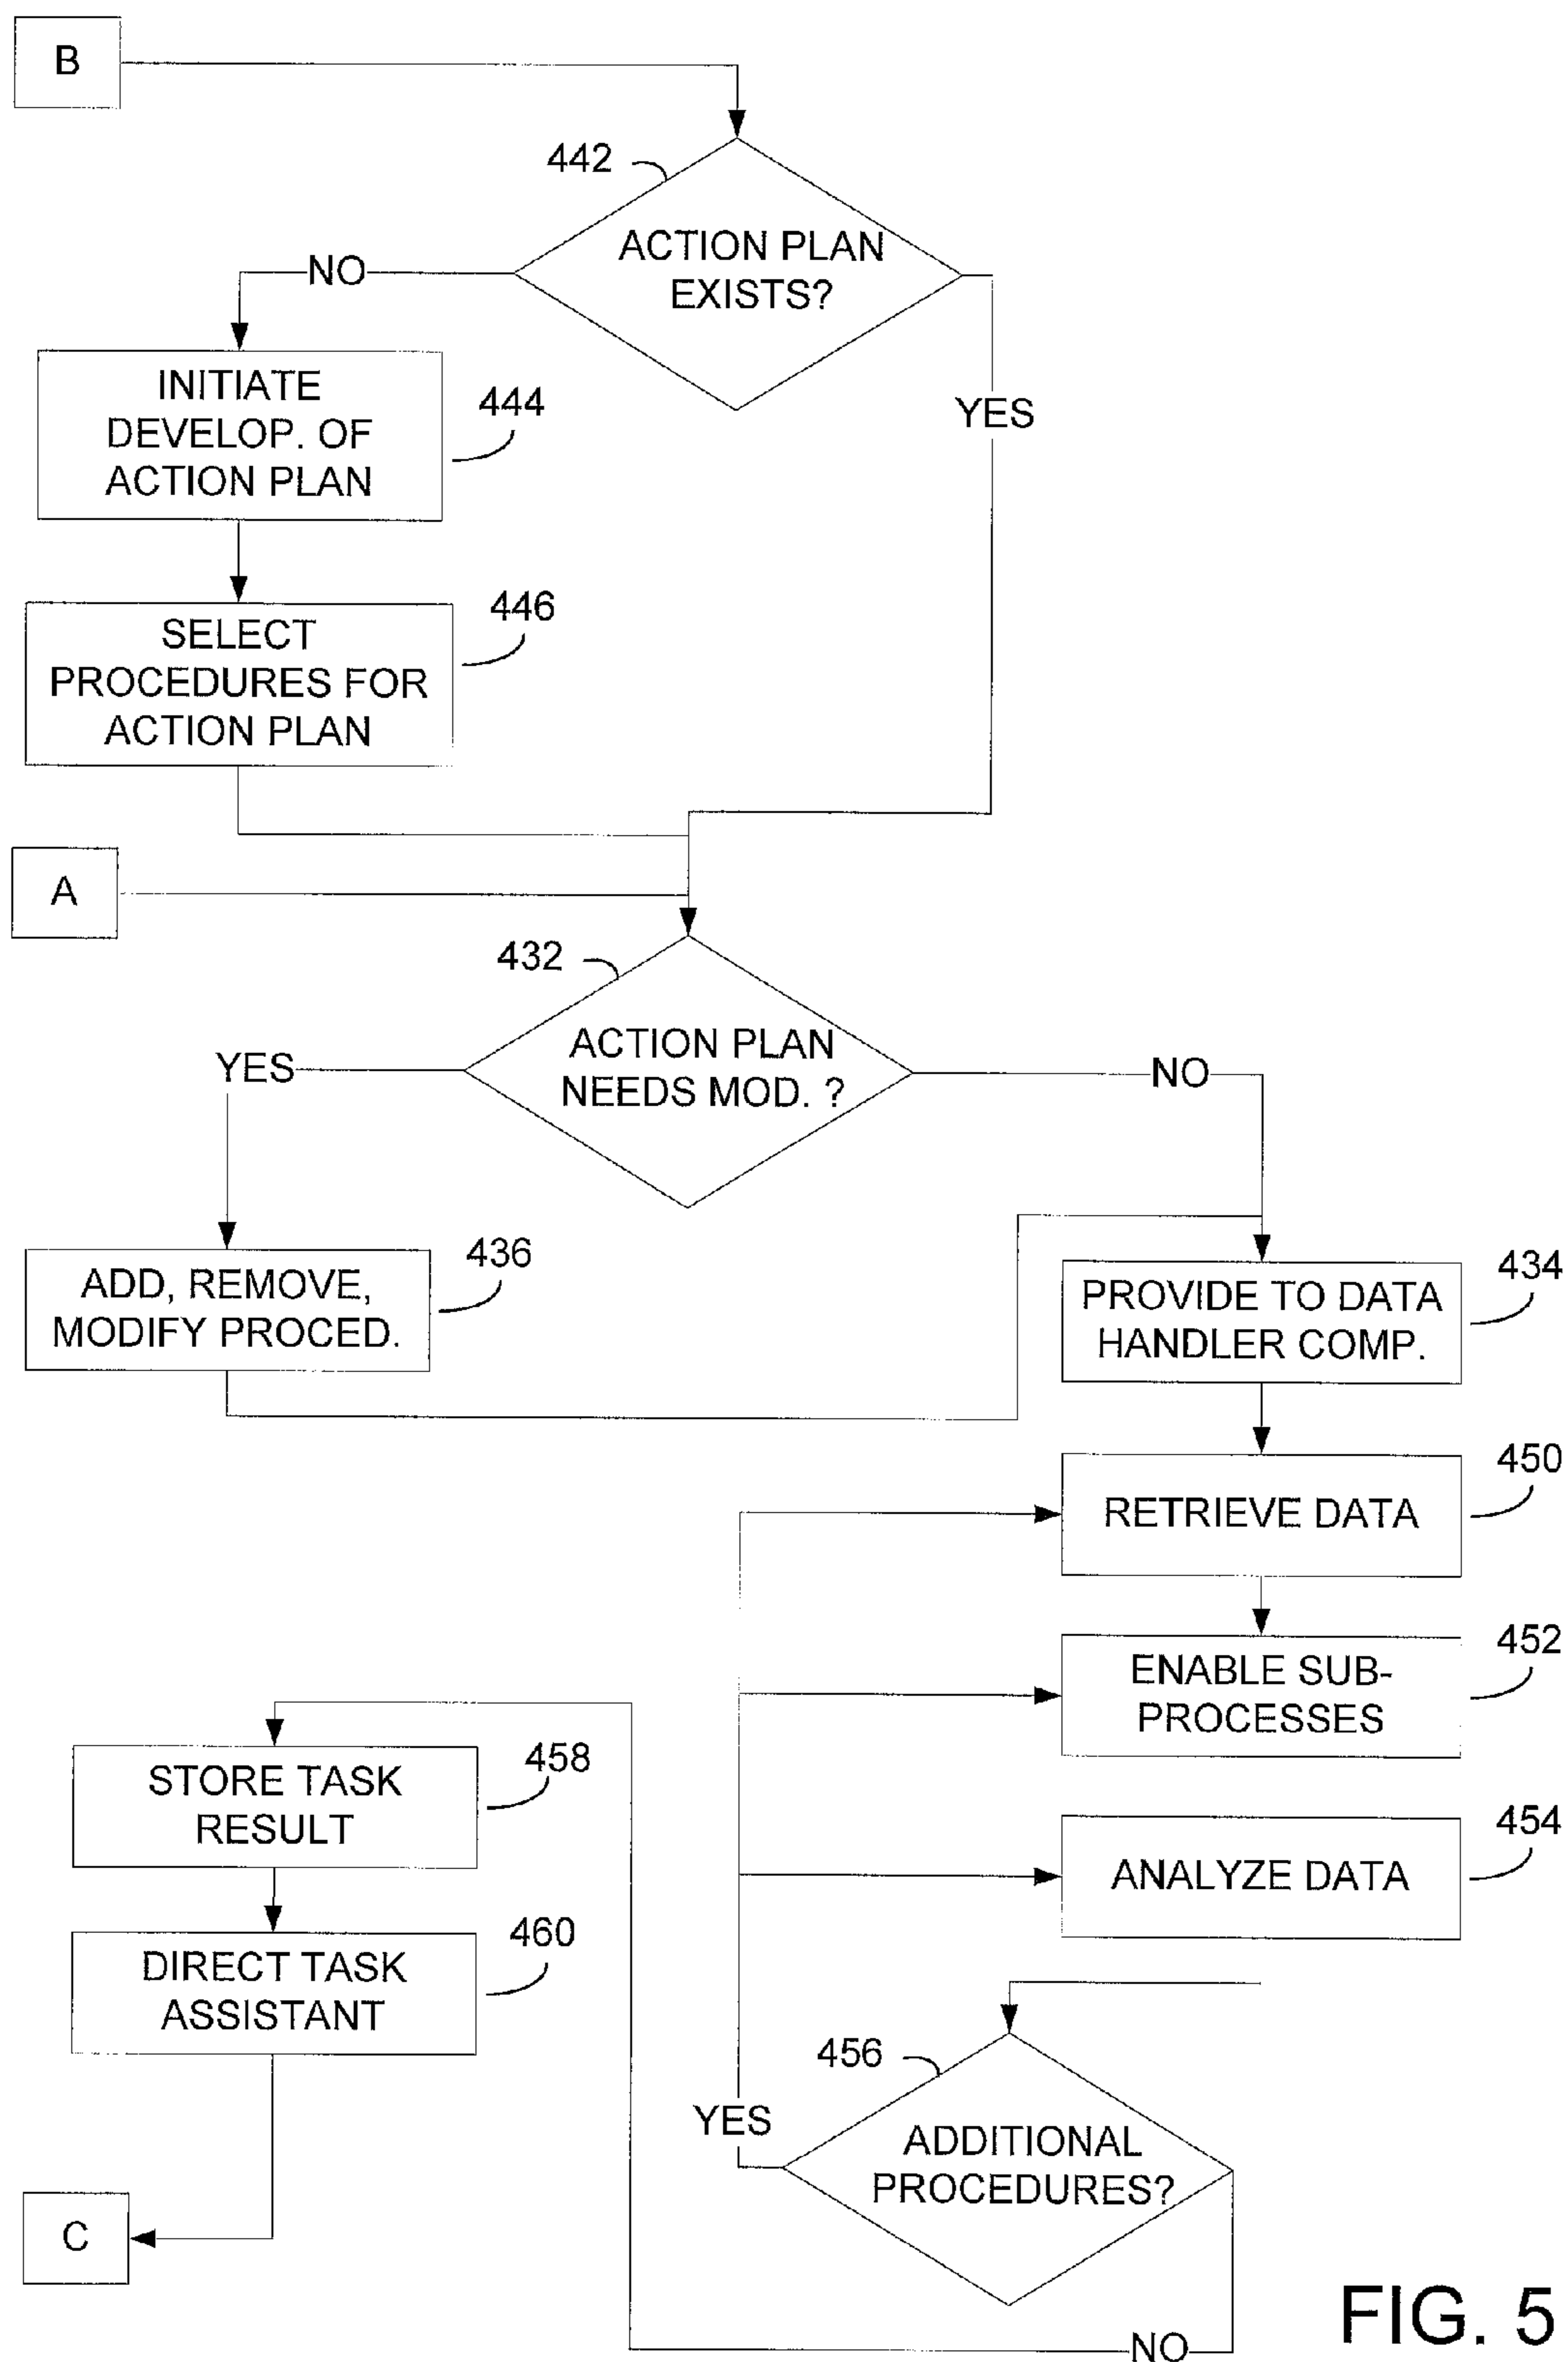 B
442
ACTION PLAN
EXISTS?
NO
YES
INITIATE
DEVELOP. OF
ACTION PLAN
444
SELECT
PROCEDURES FOR
ACTION PLAN
446
A
432
ACTION PLAN
NEEDS MOD. ?
YES
NO
ADD, REMOVE,
MODIFY PROCED.
436
PROVIDE TO DATA
HANDLER COMP.
434
RETRIEVE DATA
450
ENABLE SUB-
PROCESSES
452
STORE TASK
RESULT
458
ANALYZE DATA
454
DIRECT TASK
ASSISTANT
460
456
ADDITIONAL
PROCEDURES?
YES
NO
C
FIG. 5